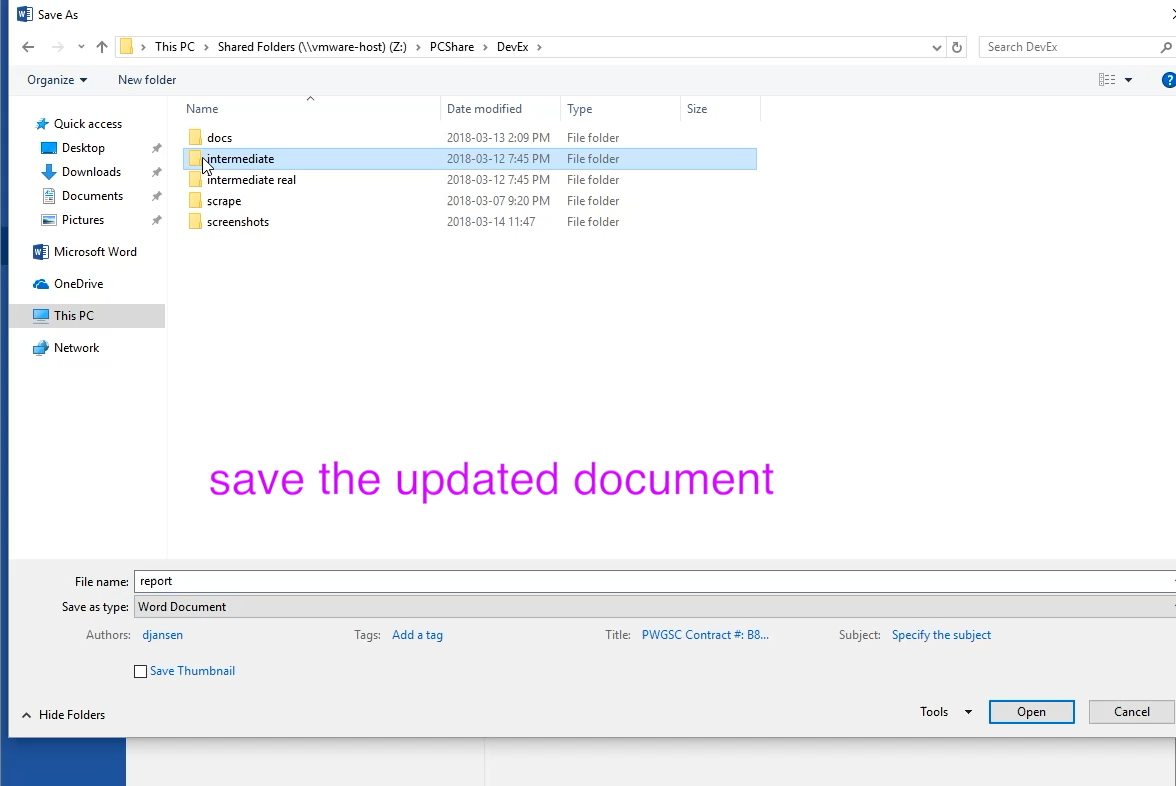 Save As
This PC > Shared Folders (\\vmware-host) (Z:) > PCShare > DevEx >
Search DevEx
Organize
New folder
?
Name
Date modified
Type
Size
Quick access
Desktop
Downloads
Documents
Pictures
Microsoft Word
OneDrive
This PC
Network
docs 2018-03-13 2:09 PM File folder
intermediate 2018-03-12 7:45 PM File folder
intermediate real 2018-03-12 7:45 PM File folder
scrape 2018-03-07 9:20 PM File folder
screenshots 2018-03-14 11:47 File folder
save the updated document
File name: report
Save as type: Word Document
Authors: djansen Tags: Add a tag Title: PWGSC Contract #: B8... Subject: Specify the subject
Save Thumbnail
Hide Folders
Tools
Open
Cancel